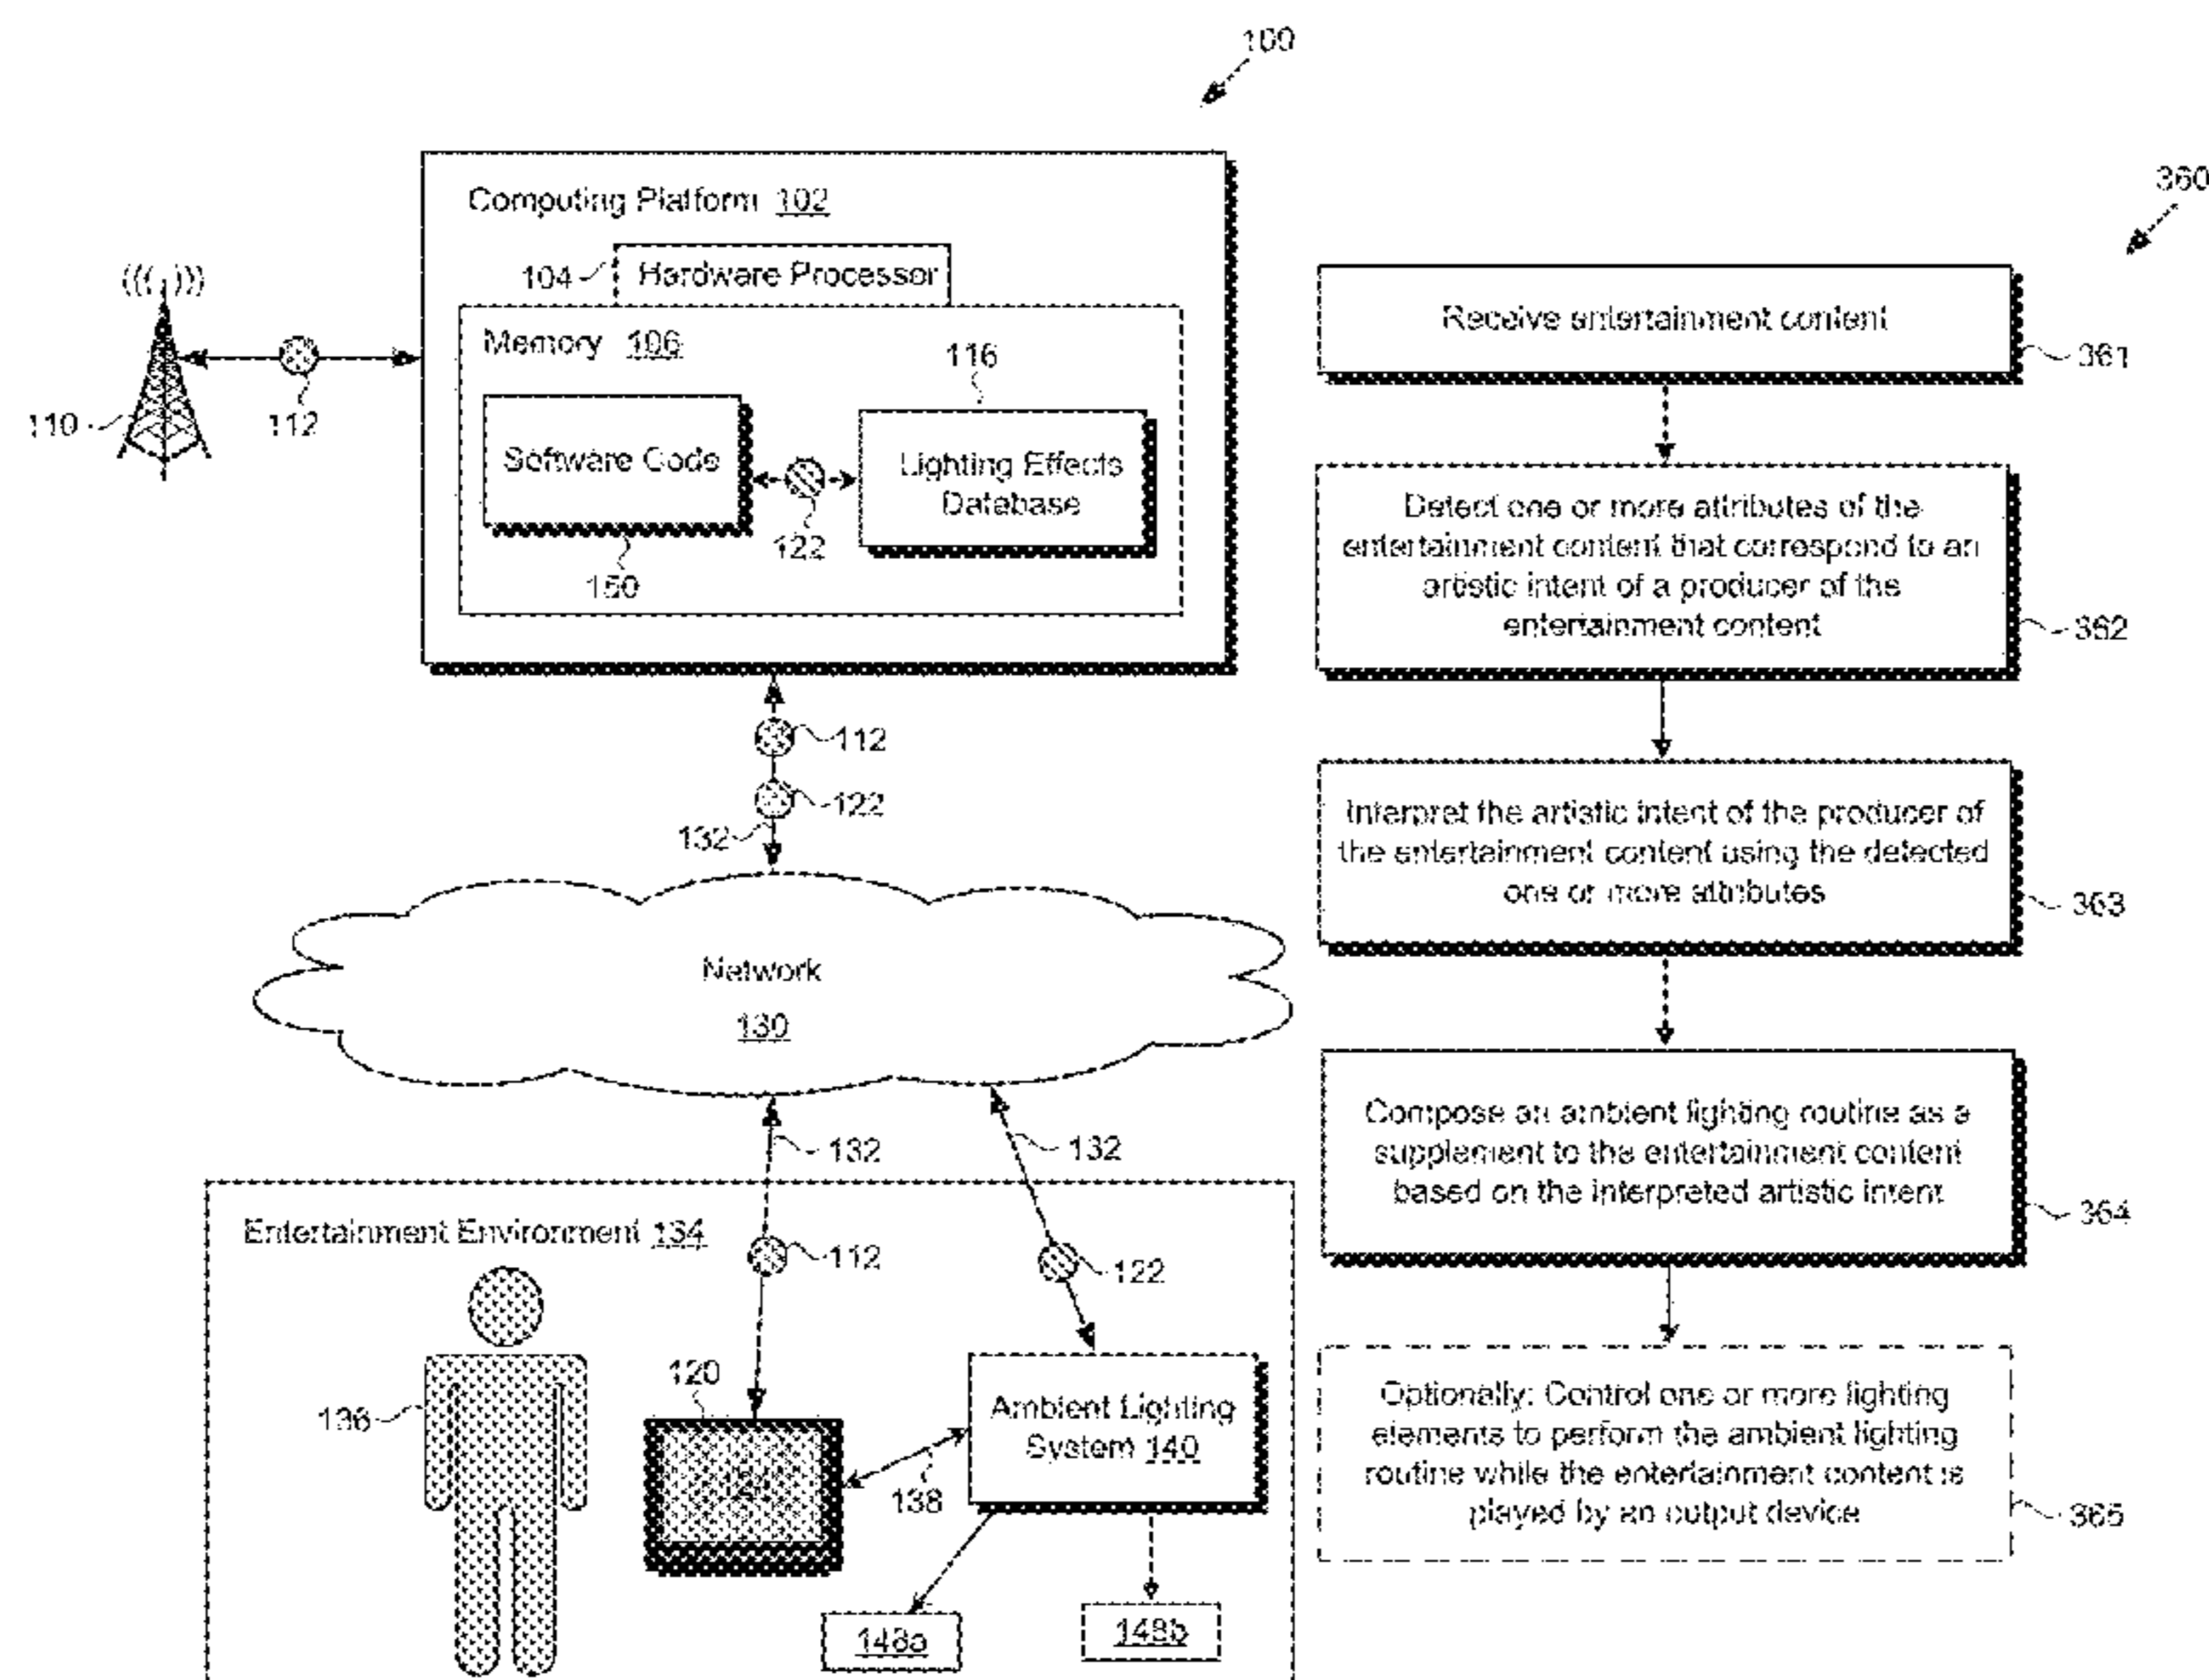 100
Computing Platform 102
104
Hardware Processor
Memory 106
116
Software Code
Lighting Effects
Database
122
150
110
112
112
122
132
Network
130
132
132
Entertainment Environment 134
112
122
136
120
Ambient Lighting
System 140
138
148a
148b
360
Receive entertainment content
361
Detect one or more attributes of the
entertainment content that correspond to an
artistic intent of a producer of the
entertainment content
362
Interpret the artistic intent of the producer of
the entertainment content using the detected
one or more attributes
363
Compose an ambient lighting routine as a
supplement to the entertainment content
based on the interpreted artistic intent
364
Optionally: Control one or more lighting
elements to perform the ambient lighting
routine while the entertainment content is
played by an output device
365